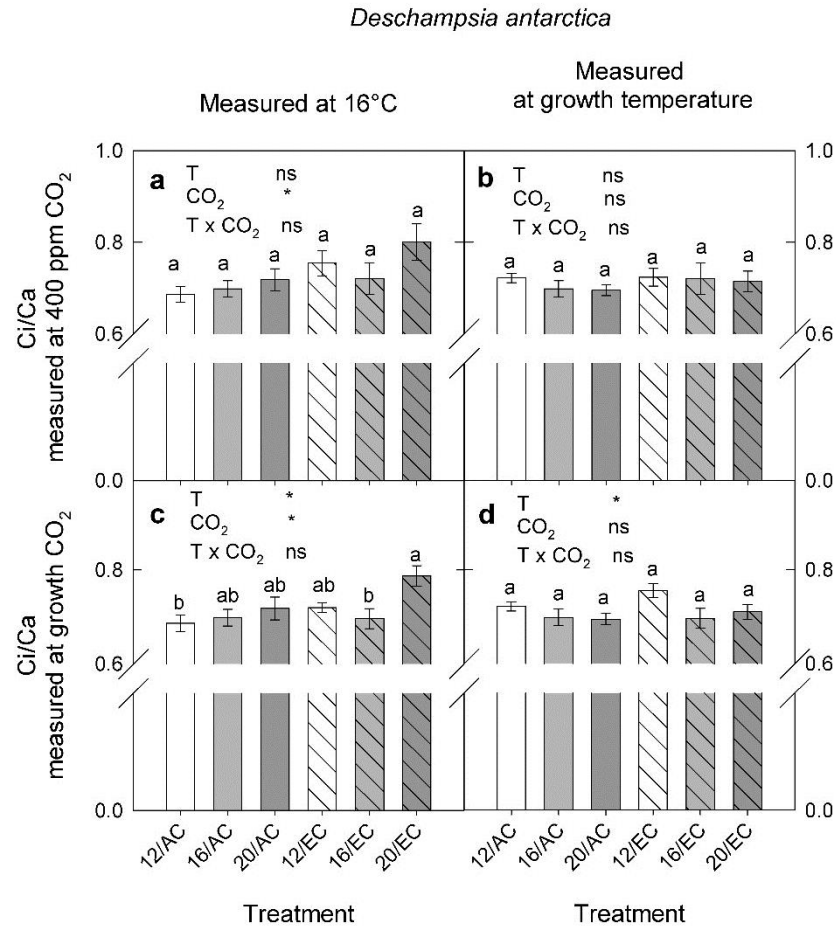 Deschampsia antarctica
Measured at 16°C
Measured
at growth temperature
Ci/Ca
measured at 400 ppm CO₂
1.0
0.8
0.6
0.0
a
T ns
CO₂ *
T x CO₂ ns
a a a a a a
b
T ns
CO₂ ns
T x CO₂ ns
a a a a a a
1.0
0.8
0.6
0.0
Ci/Ca
measured at growth CO₂
0.8
0.6
0.0
c
T *
CO₂ *
T x CO₂ ns
b ab ab ab b a
d
T *
CO₂ ns
T x CO₂ ns
a a a a a a
0.8
0.6
0.0
12/AC 16/AC 20/AC 12/EC 16/EC 20/EC
12/AC 16/AC 20/AC 12/EC 16/EC 20/EC
Treatment
Treatment